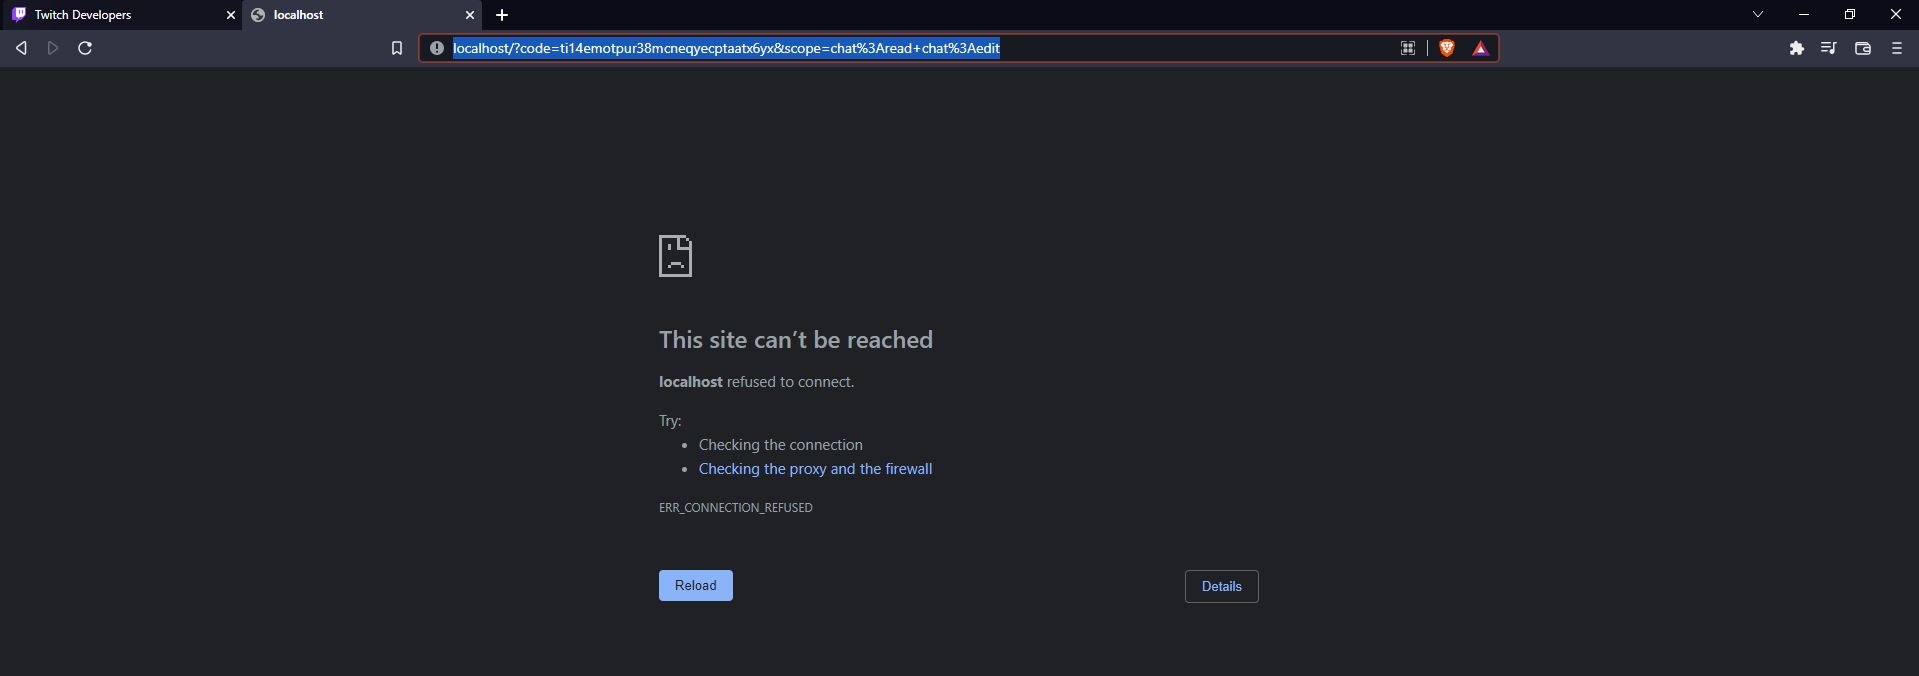 Twitch Developers
localhost
localhost/?code=ti14emotpur38mcneqyecptaatx6yx&scope=chat%3Aread+chat%3Aedit
This site can’t be reached
localhost refused to connect.
Try:
Checking the connection
Checking the proxy and the firewall
ERR_CONNECTION_REFUSED
Reload
Details